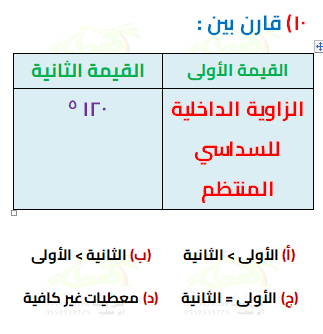 ١٠) قارن بين :
القيمة الأولى القيمة الثانية
الزاوية الداخلية ١٢٠ °
للسداسي
المنتظم
(أ) الأولى > الثانية (ب) الثانية > الأولى
(ج) الأولى = الثانية (د) معطيات غير كافية